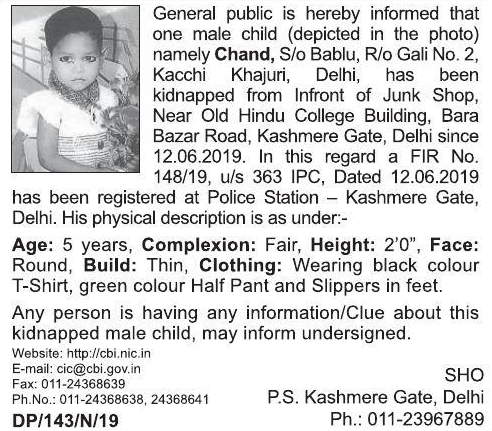 General public is hereby informed that
one male child (depicted in the photo)
namely Chand, S/o Bablu, R/o Gali No. 2,
Kacchi Khajuri, Delhi, has been
kidnapped from Infront of Junk Shop,
Near Old Hindu College Building, Bara
Bazar Road, Kashmere Gate, Delhi since
12.06.2019. In this regard a FIR No.
148/19, u/s 363 IPC, Dated 12.06.2019
has been registered at Police Station – Kashmere Gate,
Delhi. His physical description is as under:-
Age: 5 years, Complexion: Fair, Height: 2'0", Face:
Round, Build: Thin, Clothing: Wearing black colour
T-Shirt, green colour Half Pant and Slippers in feet.
Any person is having any information/Clue about this
kidnapped male child, may inform undersigned.
Website: http://cbi.nic.in
E-mail: cic@cbi.gov.in
Fax: 011-24368639
Ph.No.: 011-24368638, 24368641
DP/143/N/19
SHO
P.S. Kashmere Gate, Delhi
Ph.: 011-23967889